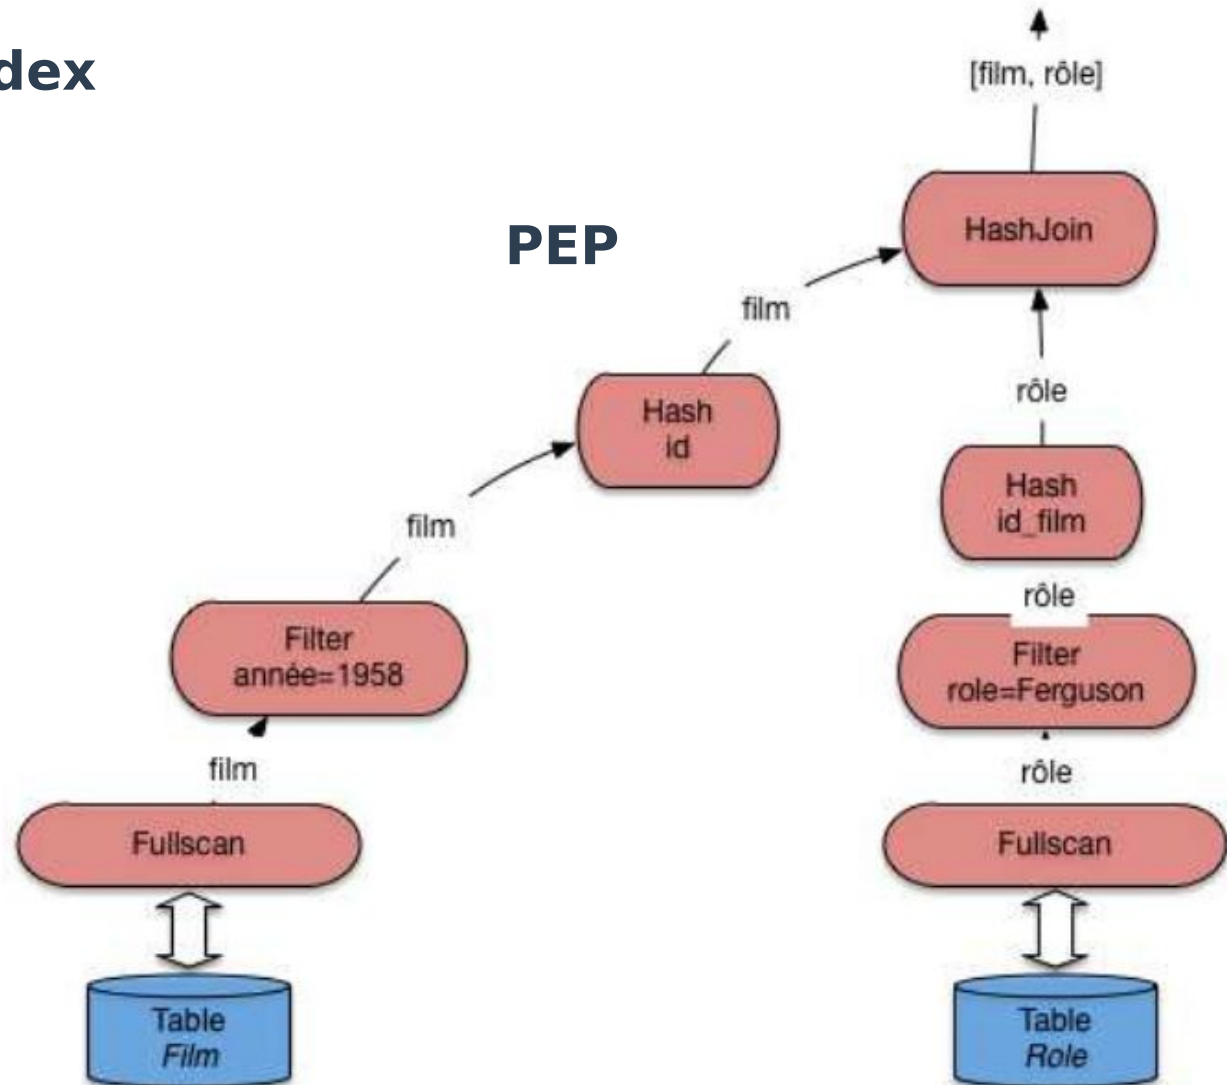 dex
[film, rôle]
PEP
HashJoin
film
Hash
id
rôle
Hash
id_film
film
rôle
Filter
année=1958
Filter
role=Ferguson
film
rôle
Fullscan
Fullscan
Table
Film
Table
Role